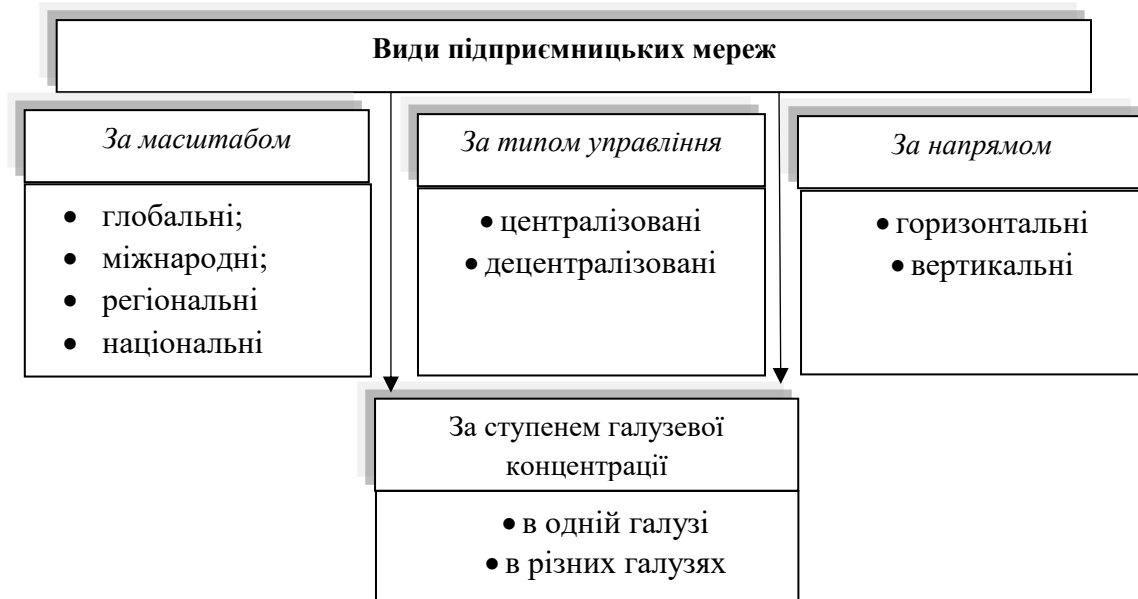 Види підприємницьких мереж
За масштабом
• глобальні;
• міжнародні;
• регіональні
• національні
За типом управління
• централізовані
• децентралізовані
За напрямом
• горизонтальні
• вертикальні
За ступенем галузевої
концентрації
• в одній галузі
• в різних галузях